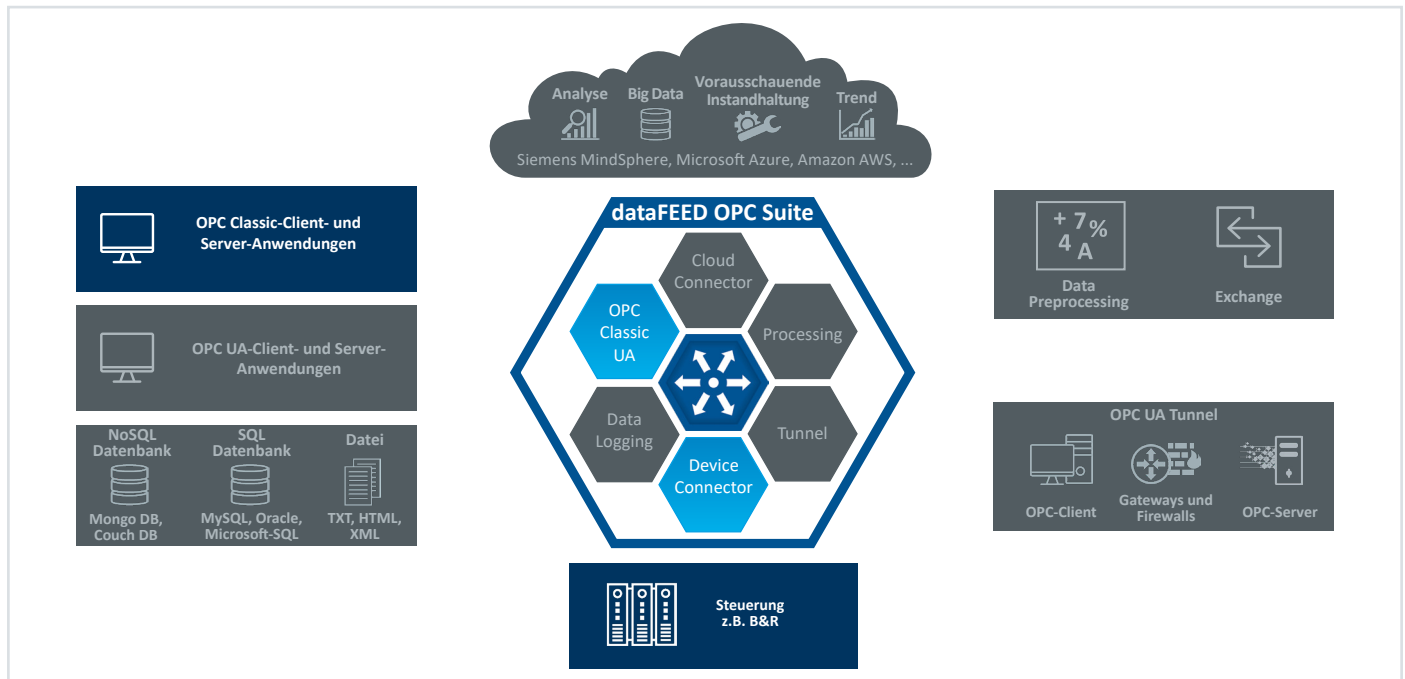 Analyse
Big Data
Vorausschauende
Instandhaltung
Trend
Siemens MindSphere, Microsoft Azure, Amazon AWS, ...
OPC Classic-Client- und
Server-Anwendungen
OPC UA-Client- und Server-
Anwendungen
NoSQL
Datenbank
SQL
Datenbank
Datei
Mongo DB,
Couch DB
MySQL, Oracle,
Microsoft-SQL
TXT, HTML,
XML
dataFEED OPC Suite
Cloud
Connector
OPC
Classic
UA
Processing
Data
Logging
Tunnel
Device
Connector
+ 7%
4 A
Data
Preprocessing
Exchange
OPC UA Tunnel
OPC-Client
Gateways und
Firewalls
OPC-Server
Steuerung
z.B. B&R